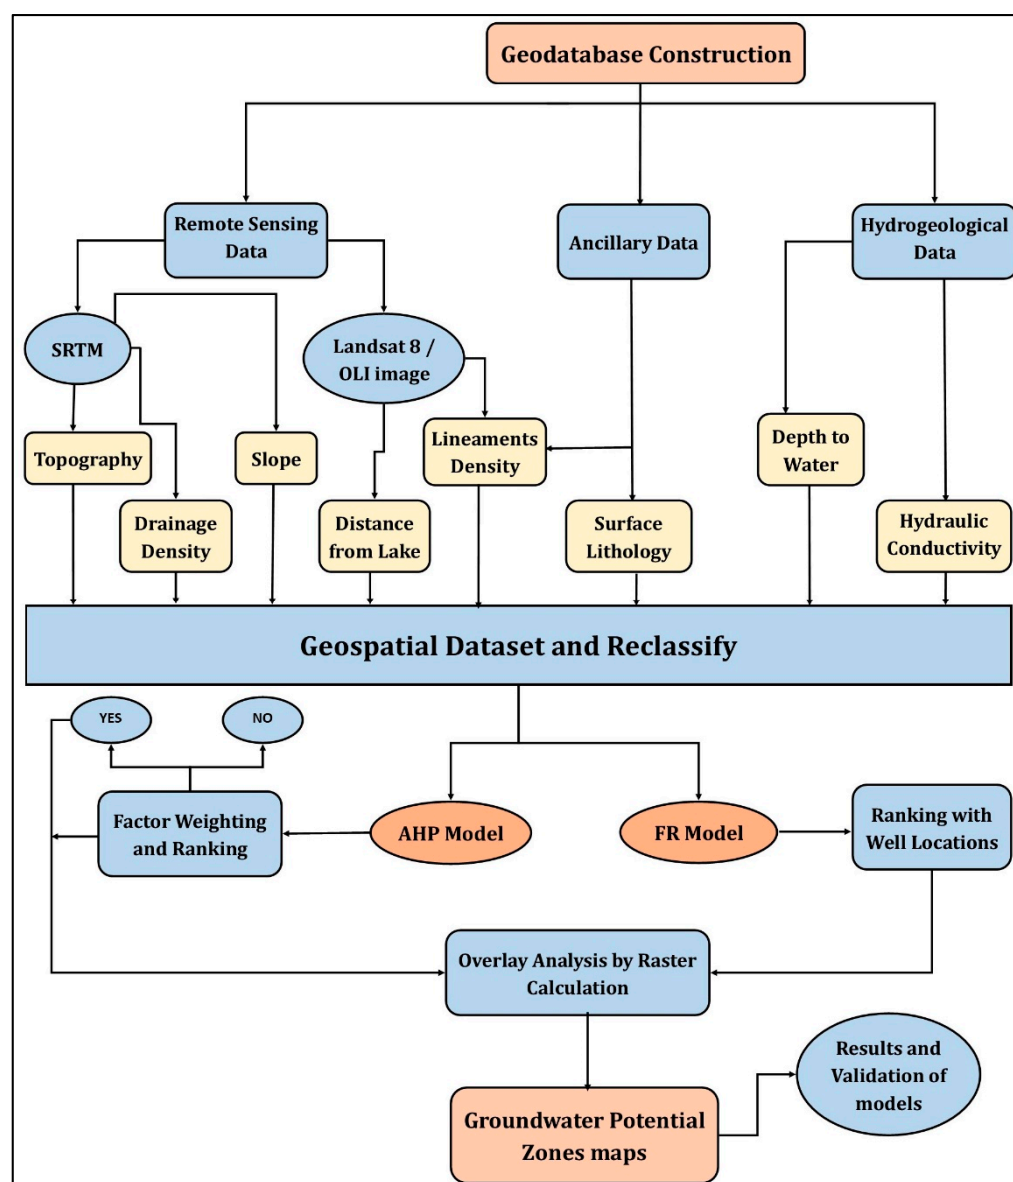 Geodatabase Construction
Remote Sensing
Data
Ancillary Data
Hydrogeological
Data
SRTM
Landsat 8 /
OLI image
Topography
Slope
Lineaments
Density
Depth to
Water
Drainage
Density
Distance
from Lake
Surface
Lithology
Hydraulic
Conductivity
Geospatial Dataset and Reclassify
YES
NO
Factor Weighting
and Ranking
AHP Model
FR Model
Ranking with
Well Locations
Overlay Analysis by Raster
Calculation
Results and
Validation of
models
Groundwater Potential
Zones maps